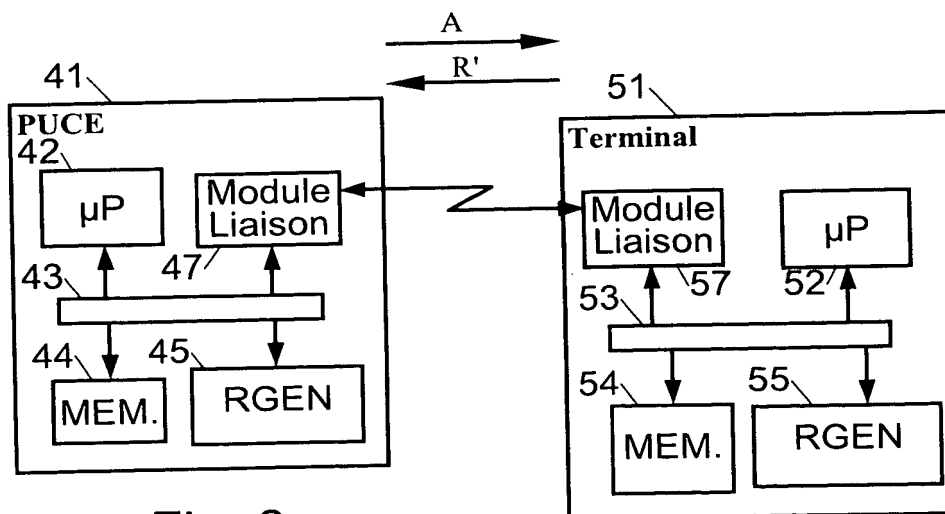 A
R'
41
51
PUCE
Terminal
42
µP
Module
Liaison
47
43
44
MEM.
45
RGEN
Module
Liaison
57
µP
52
53
54
MEM.
55
RGEN